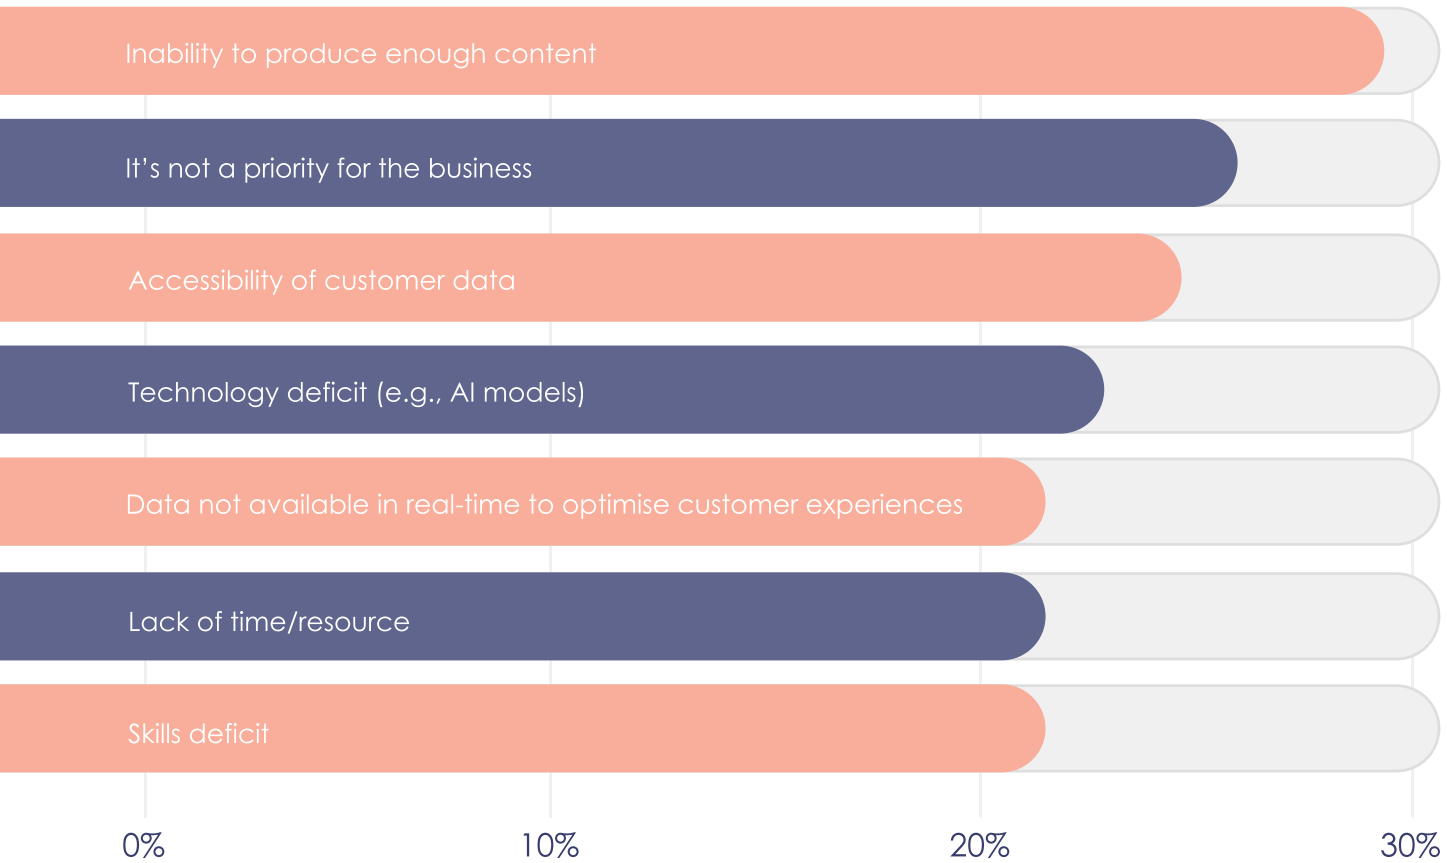 Inability to produce enough content
It’s not a priority for the business
Accessibility of customer data
Technology deficit (e.g., AI models)
Data not available in real-time to optimise customer experiences
Lack of time/resource
Skills deficit
0% 10% 20% 30%